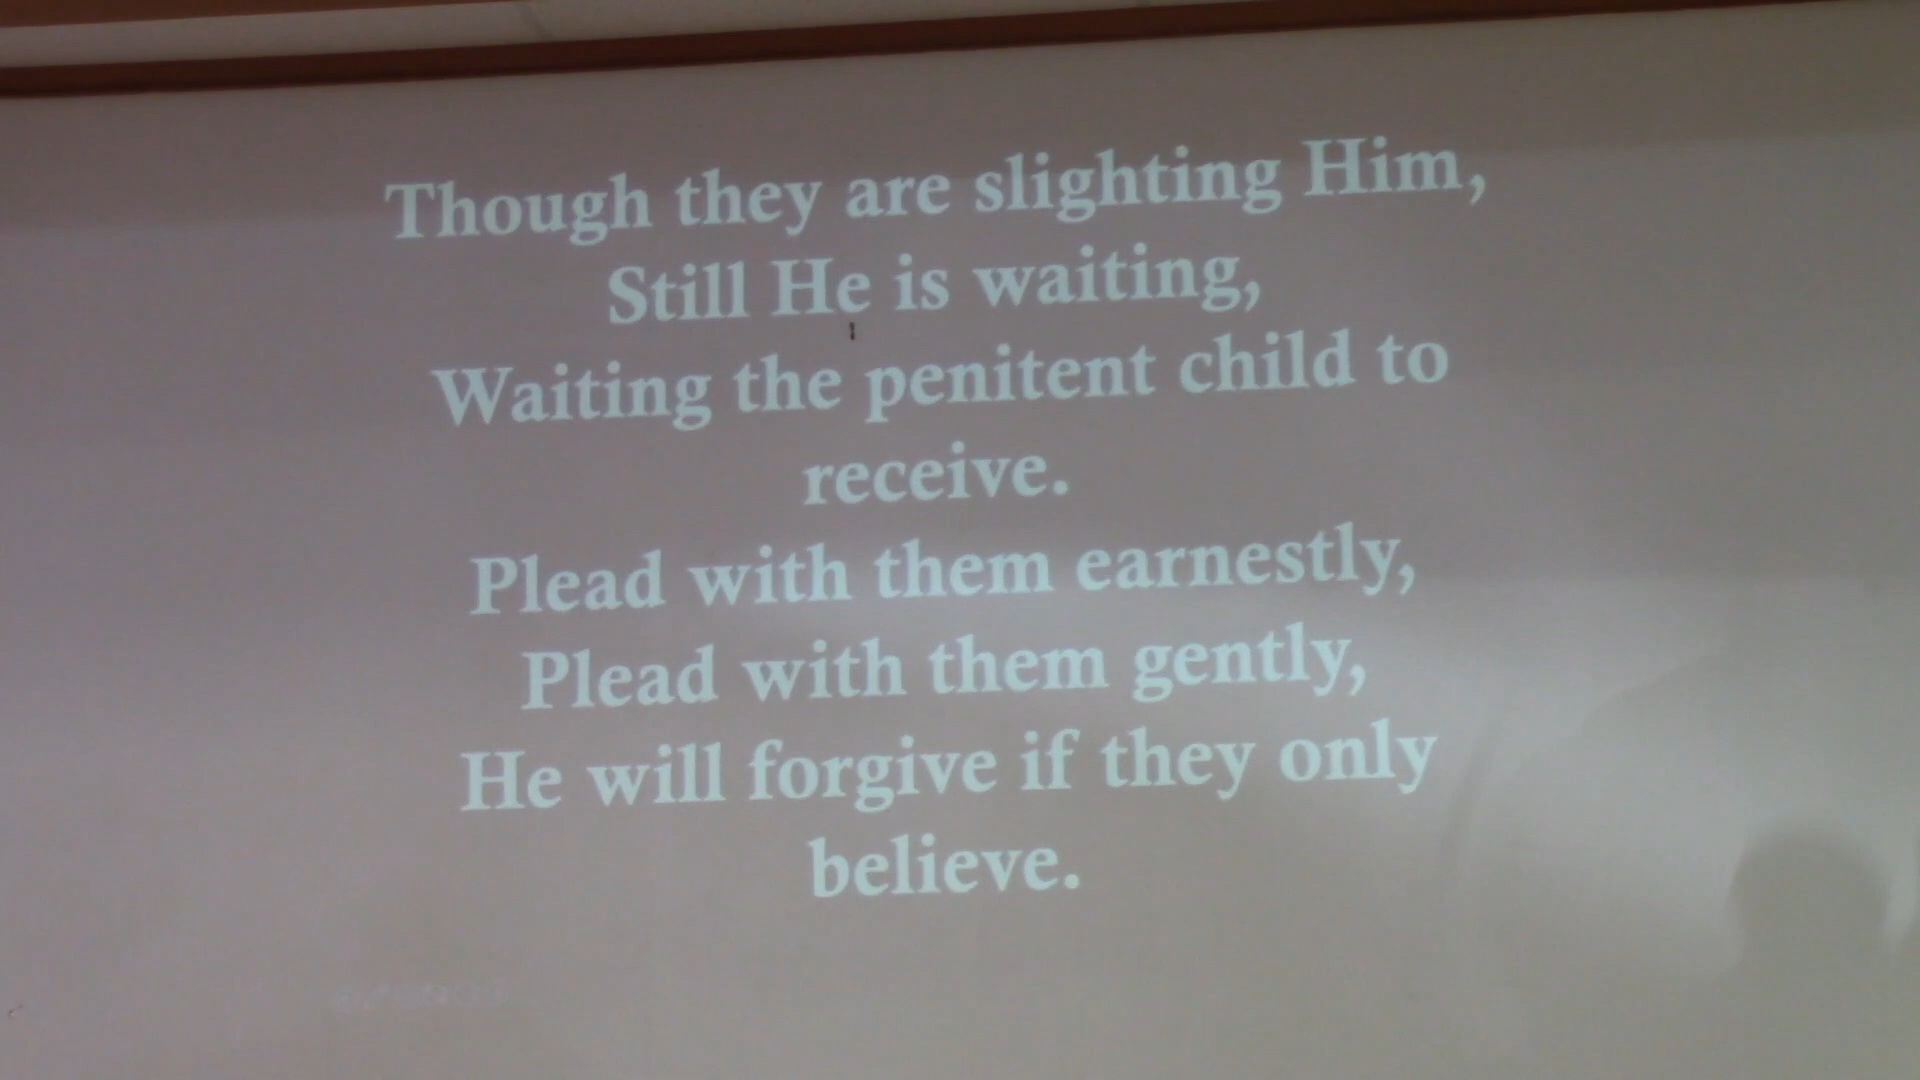 Though they are slighting Him,
Still He is waiting,
Waiting the penitent child to
receive.
Plead with them earnestly,
Plead with them gently,
He will forgive if they only
believe.